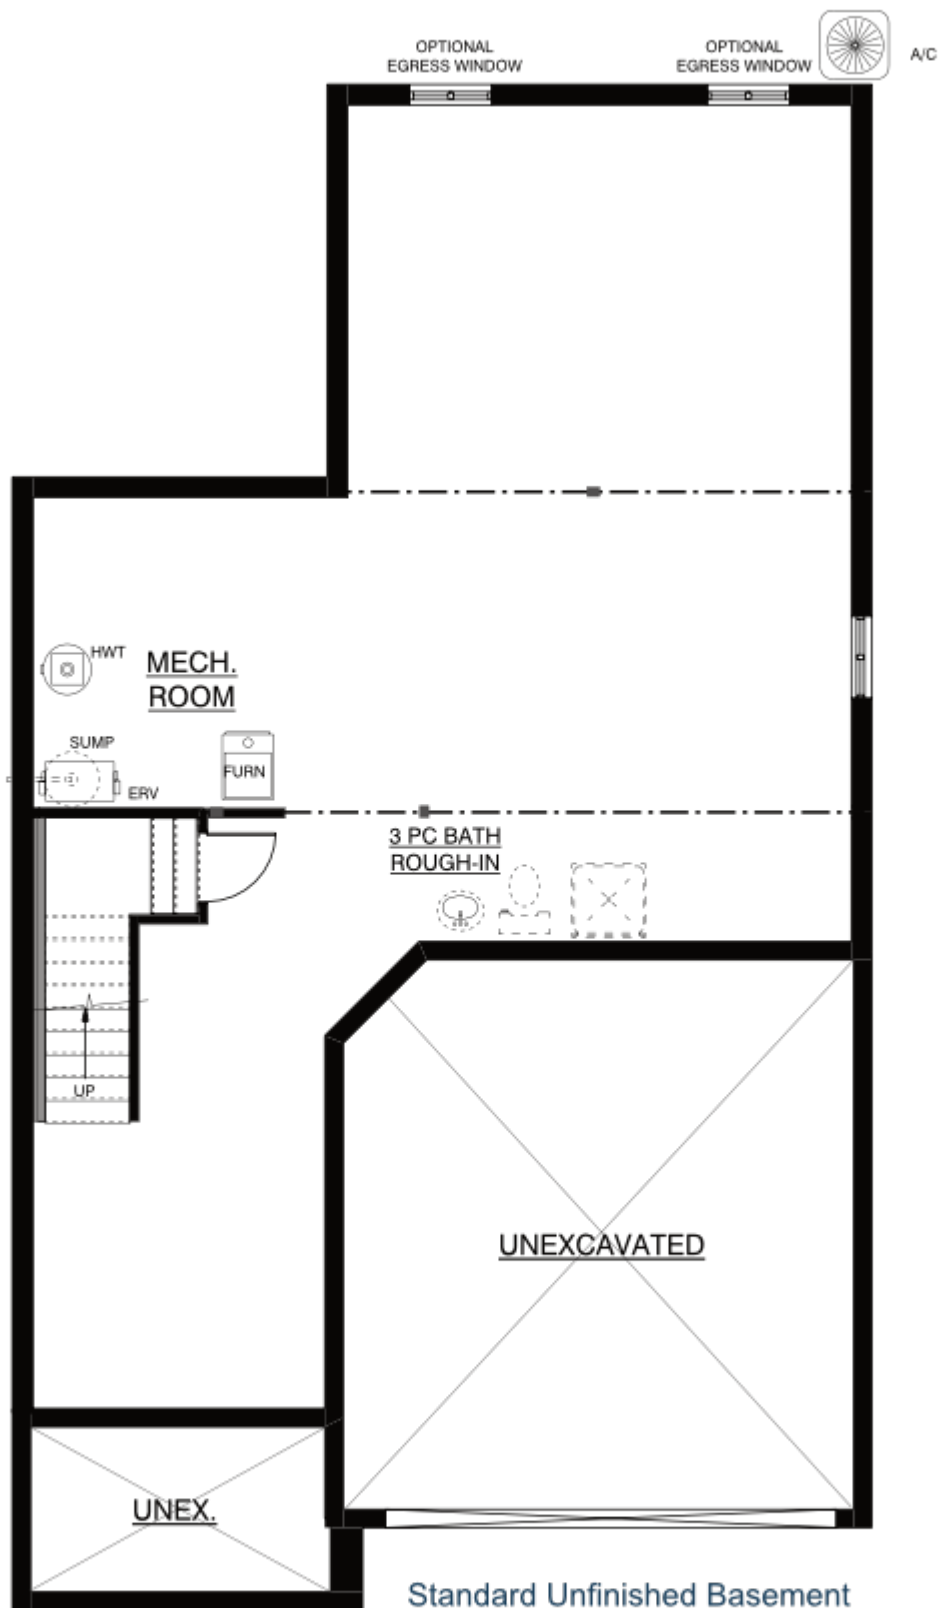 OPTIONAL
EGRESS WINDOW
OPTIONAL
EGRESS WINDOW
A/C
HWT
MECH.
ROOM
SUMP
FURN
ERV
3 PC BATH
ROUGH-IN
UP
UNEXCAVATED
UNEX.
Standard Unfinished Basement